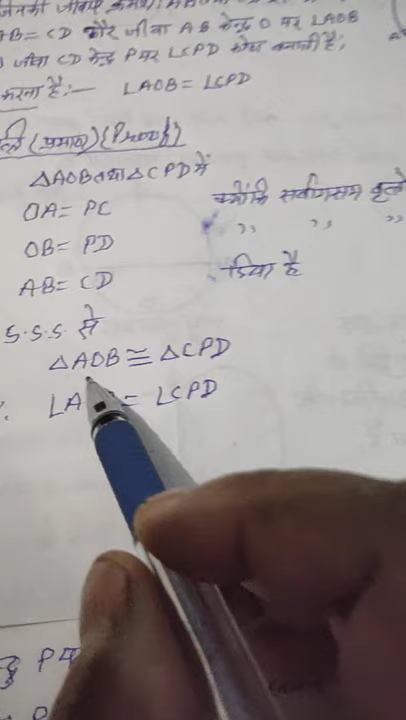 AB = CD और जीवा AB केन्द्र O पर ∠AOB
जीवा CD केन्द्र P पर ∠CPD कोण बनाती है;
करना है:— ∠AOB = ∠CPD
(प्रमाण) {Proof}
△AOB तथा △CPD में
OA = PC क्योंकि सर्वांगसम वृत्तो
OB = PD ,, ,, ,,
AB = CD दिया है
S.S.S. से
△AOB ≅ △CPD
∠A = ∠CPD